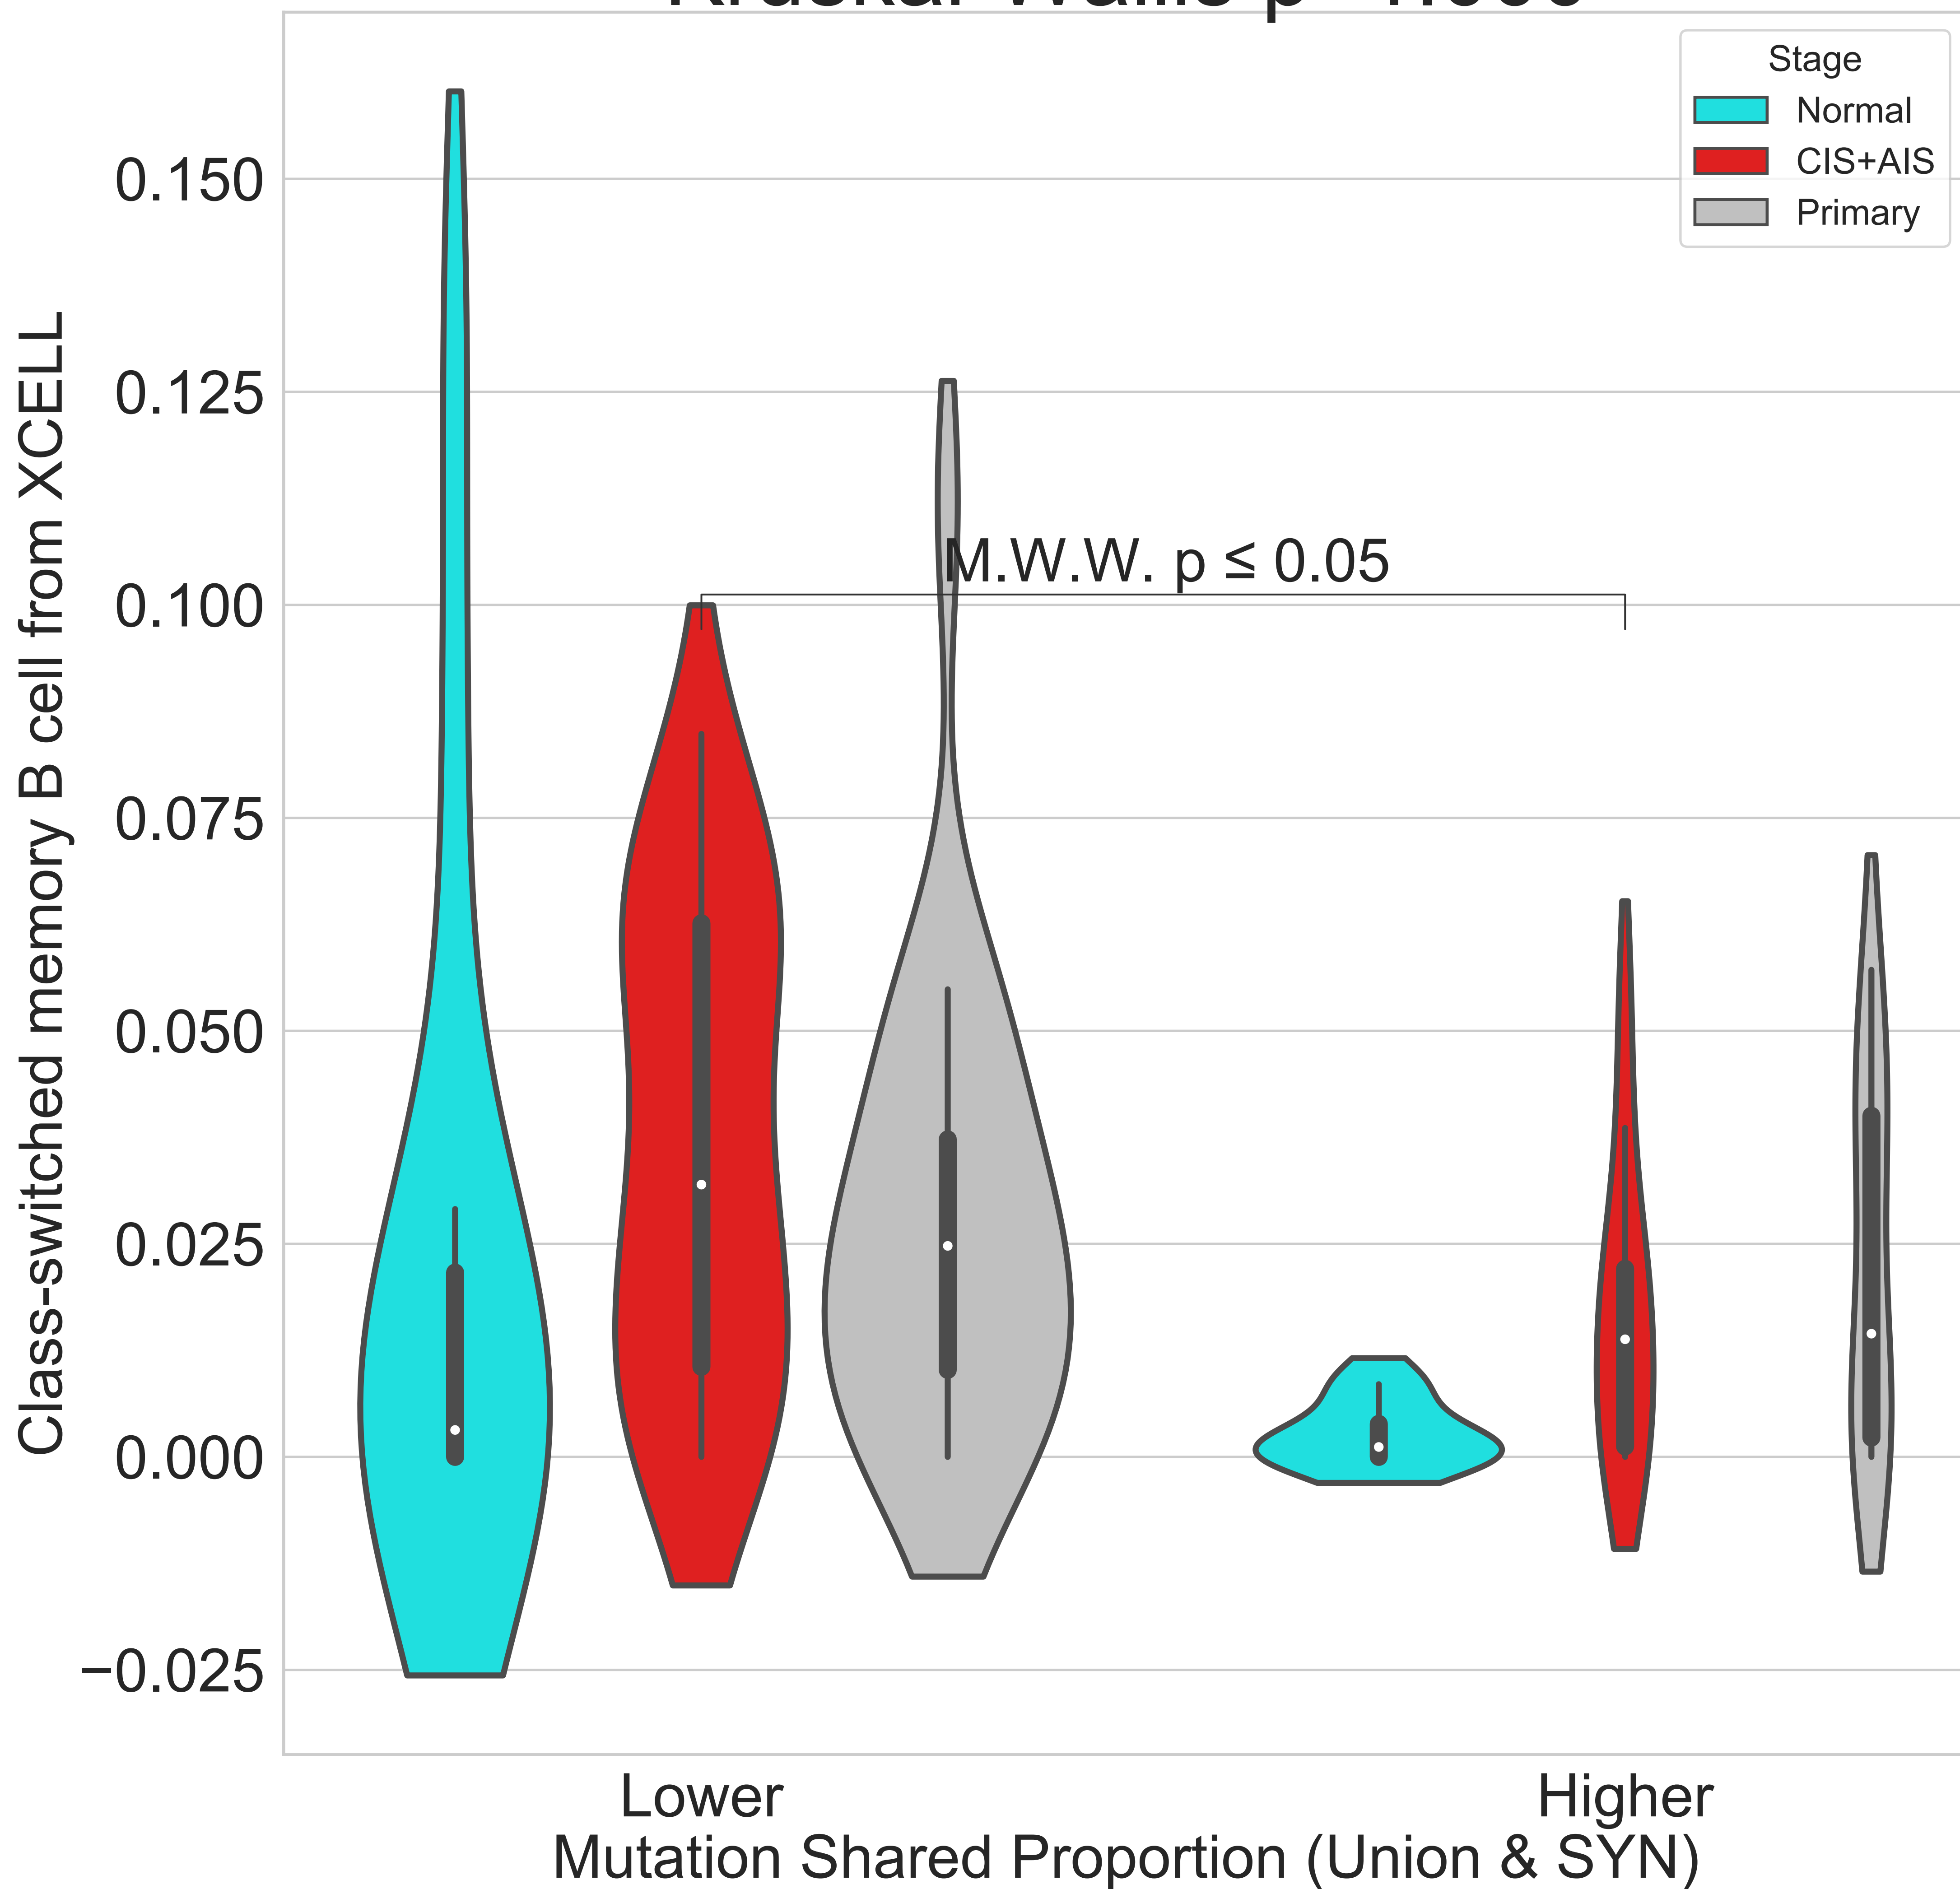 Stage
Normal
CIS+AIS
Primary
0.150
0.125
0.100
0.075
0.050
0.025
0.000
−0.025
Class-switched memory B cell from XCELL
M.W.W. p ≤ 0.05
Lower
Higher
Mutation Shared Proportion (Union & SYN)